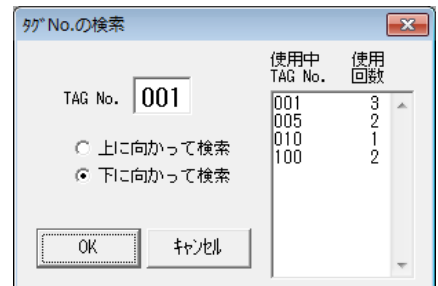 ﾀｸﾞNo.の検索
使用中 使用
TAG No. 回数
TAG No. 001
001 3
005 2
010 1
100 2
上に向かって検索
下に向かって検索
OK ｷｬﾝｾﾙ